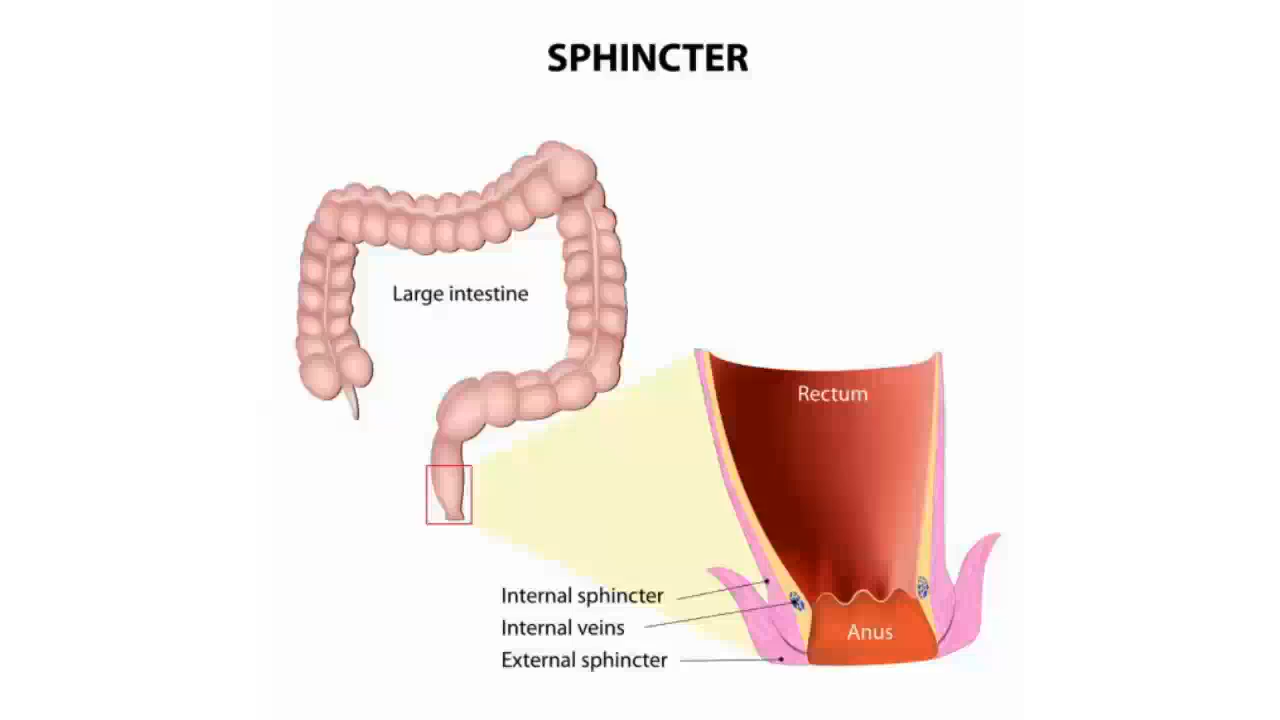 SPHINCTER
Large intestine
Rectum
Internal sphincter
Internal veins
Anus
External sphincter